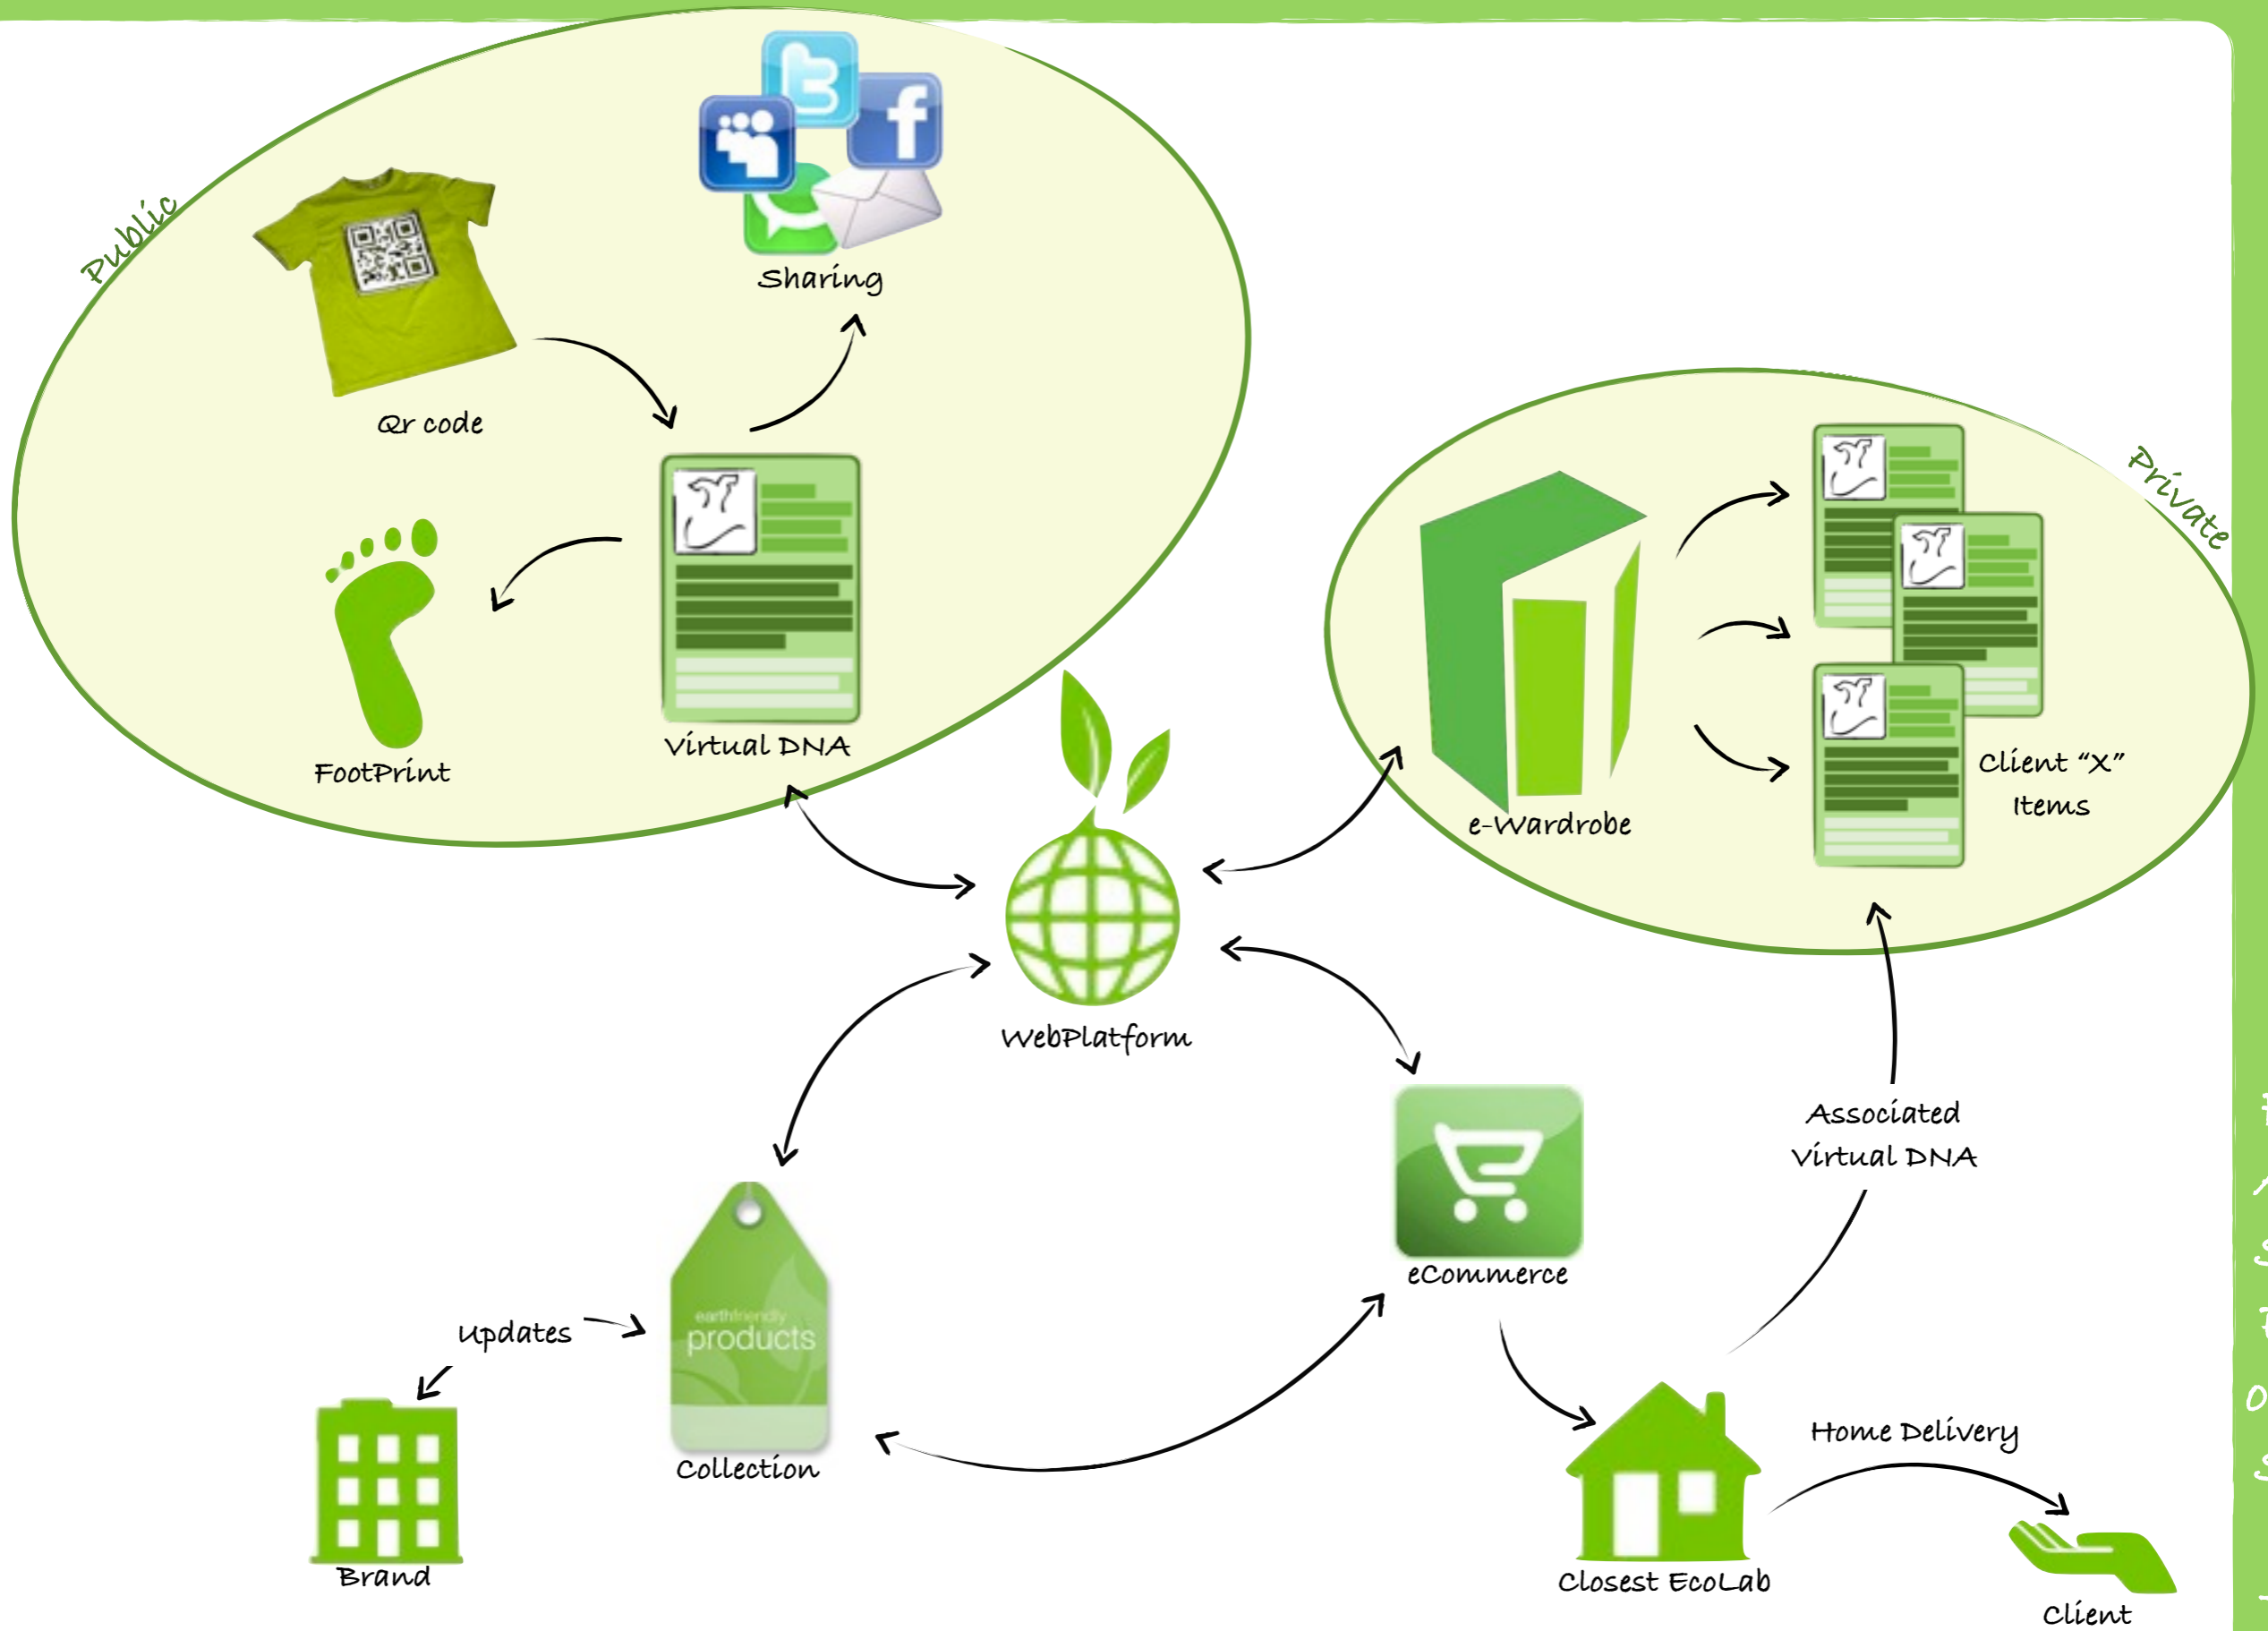 Public
Sharing
Qr code
Virtual DNA
FootPrint
Private
Client “X”
Items
e-Wardrobe
WebPlatform
Associated
Virtual DNA
eCommerce
earthfriendly
products
Updates
Collection
Home Delivery
Brand
Closest EcoLab
Client